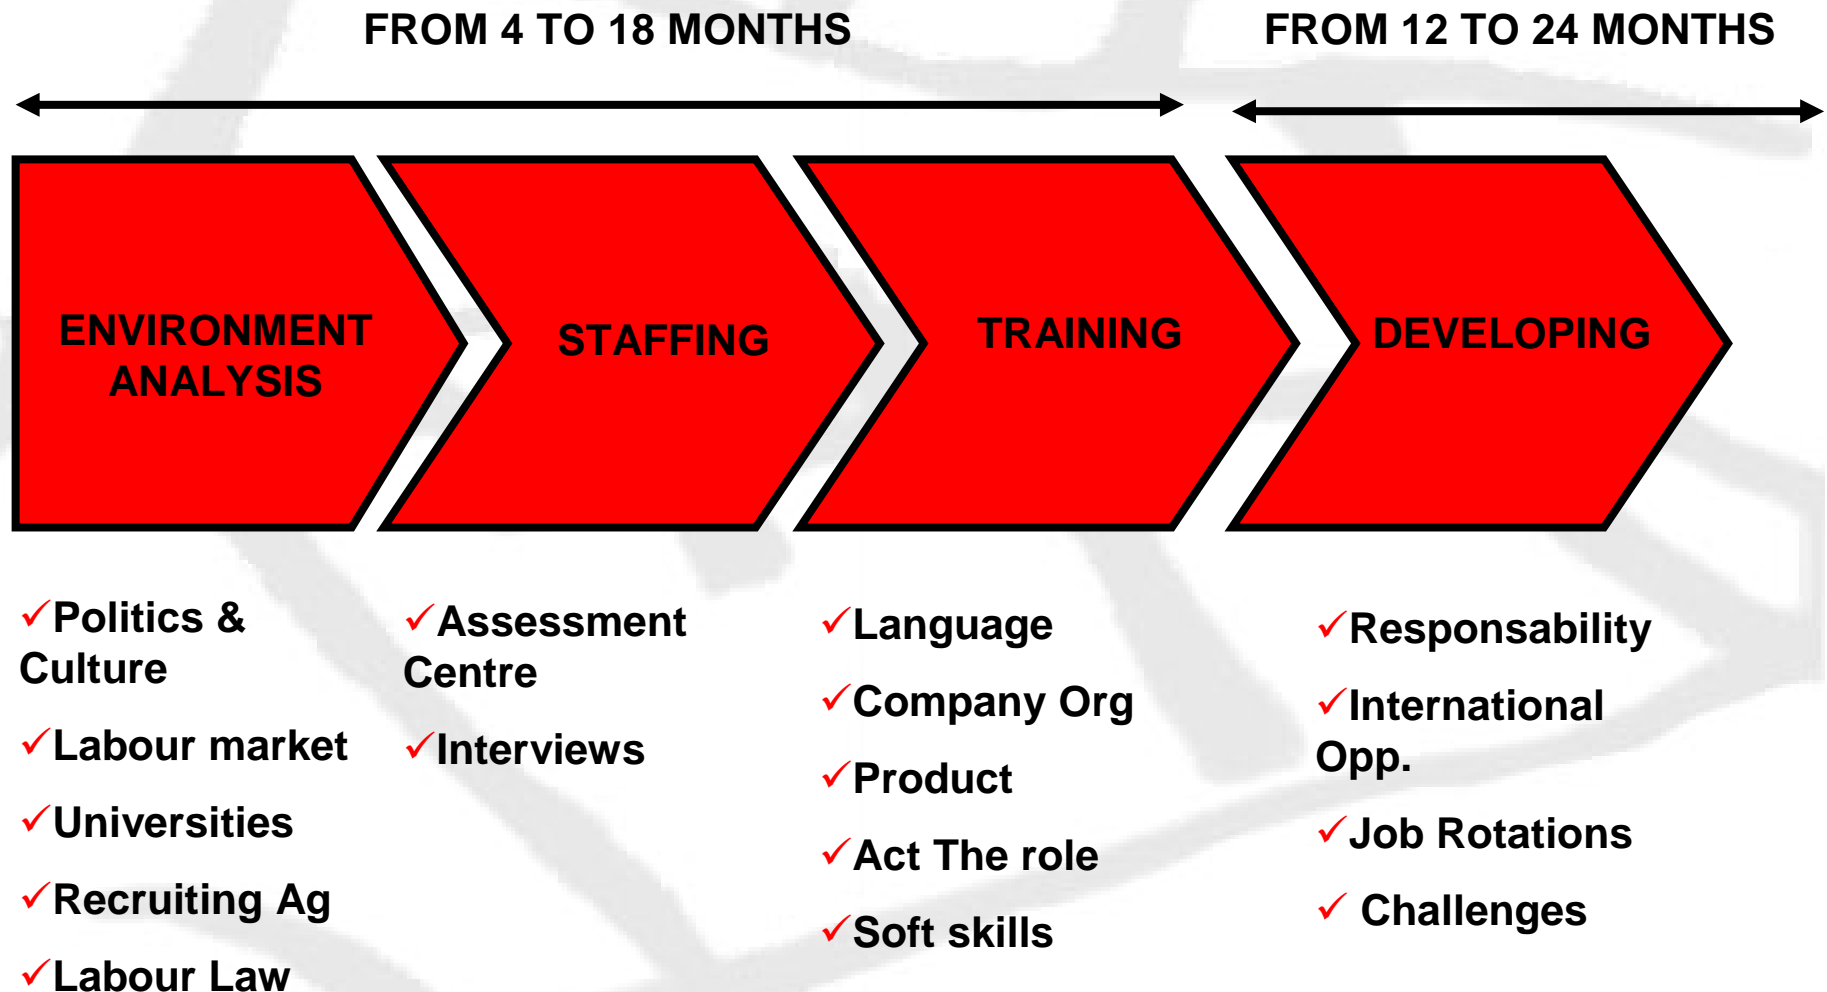 FROM 4 TO 18 MONTHS
FROM 12 TO 24 MONTHS
ENVIRONMENT
ANALYSIS
STAFFING
TRAINING
DEVELOPING
✓Politics &
Culture
✓Labour market
✓Universities
✓Recruiting Ag
✓Labour Law
✓Assessment
Centre
✓Interviews
✓Language
✓Company Org
✓Product
✓Act The role
✓Soft skills
✓Responsability
✓International
Opp.
✓Job Rotations
✓ Challenges